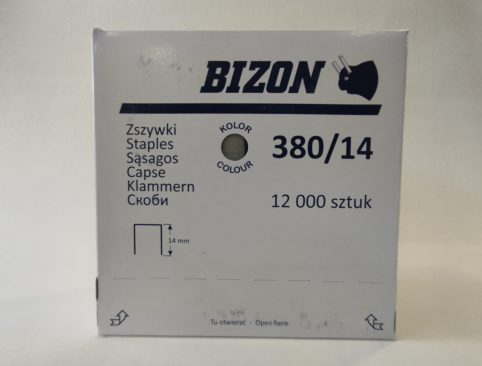 BIZON
Zszywki
Staples
Sąsagos
Capse
Klammern
Скоби
KOLOR
COLOUR
380/14
12 000 sztuk
14 mm
Tu otwierać - Open here